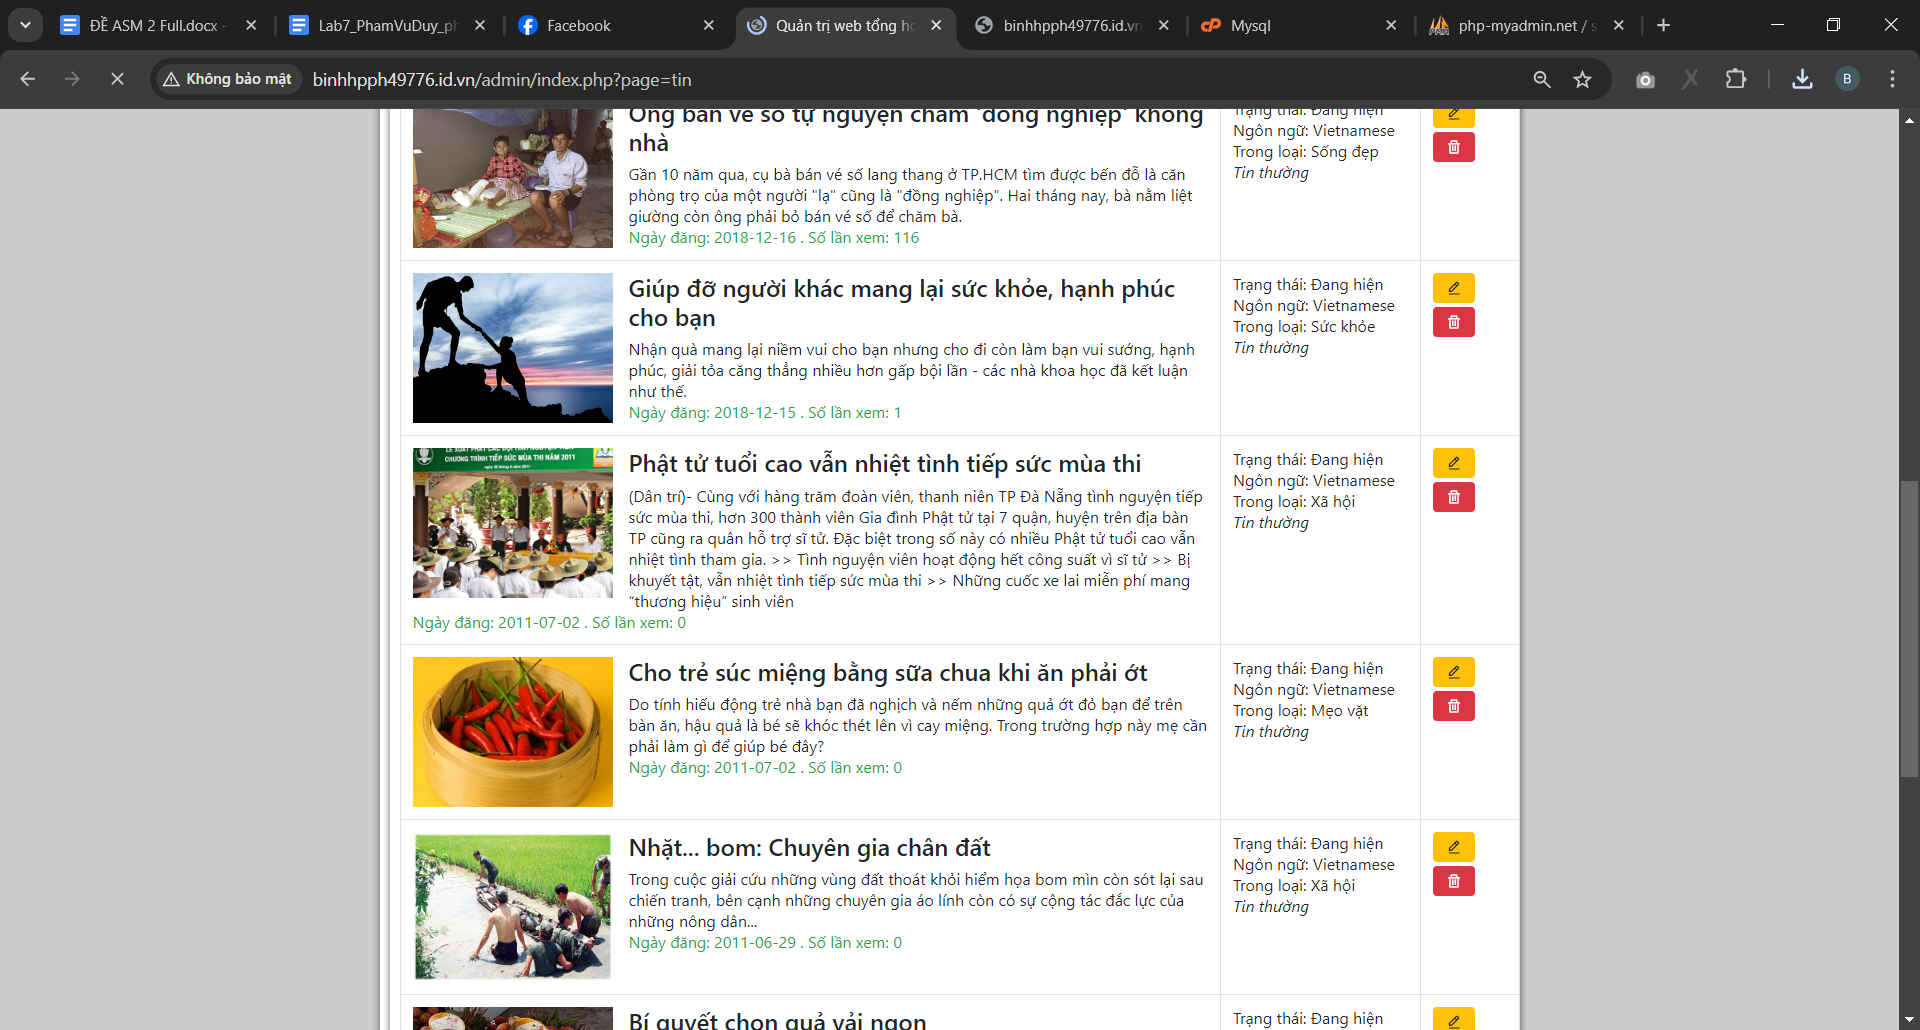 ĐỀ ASM 2 Full.docx -
Lab7_PhamVuDuy_ph
Facebook
Quản trị web tổng hợ
binhhpph49776.id.vn
Mysql
php-myadmin.net / s
Không bảo mật
binhhpph49776.id.vn/admin/index.php?page=tin
B
Ông bán vé số tự nguyện chăm 'đồng nghiệp' không
nhà
Gần 10 năm qua, cụ bà bán vé số lang thang ở TP.HCM tìm được bến đỗ là căn
phòng trọ của một người "lạ" cũng là "đồng nghiệp". Hai tháng nay, bà nằm liệt
giường còn ông phải bỏ bán vé số để chăm bà.
Ngày đăng: 2018-12-16 . Số lần xem: 116
Trạng thái: Đang hiện
Ngôn ngữ: Vietnamese
Trong loại: Sống đẹp
Tin thường
Giúp đỡ người khác mang lại sức khỏe, hạnh phúc
cho bạn
Nhận quà mang lại niềm vui cho bạn nhưng cho đi còn làm bạn vui sướng, hạnh
phúc, giải tỏa căng thẳng nhiều hơn gấp bội lần - các nhà khoa học đã kết luận
như thế.
Ngày đăng: 2018-12-15 . Số lần xem: 1
Trạng thái: Đang hiện
Ngôn ngữ: Vietnamese
Trong loại: Sức khỏe
Tin thường
CHƯƠNG TRÌNH TIẾP SỨC MÙA THI NĂM 2011
Phật tử tuổi cao vẫn nhiệt tình tiếp sức mùa thi
(Dân trí)- Cùng với hàng trăm đoàn viên, thanh niên TP Đà Nẵng tình nguyện tiếp
sức mùa thi, hơn 300 thành viên Gia đình Phật tử tại 7 quận, huyện trên địa bàn
TP cũng ra quân hỗ trợ sĩ tử. Đặc biệt trong số này có nhiều Phật tử tuổi cao vẫn
nhiệt tình tham gia. >> Tình nguyện viên hoạt động hết công suất vì sĩ tử >> Bị
khuyết tật, vẫn nhiệt tình tiếp sức mùa thi >> Những cuốc xe lai miễn phí mang
“thương hiệu” sinh viên
Ngày đăng: 2011-07-02 . Số lần xem: 0
Trạng thái: Đang hiện
Ngôn ngữ: Vietnamese
Trong loại: Xã hội
Tin thường
Cho trẻ súc miệng bằng sữa chua khi ăn phải ớt
Do tính hiếu động trẻ nhà bạn đã nghịch và nếm những quả ớt đỏ bạn để trên
bàn ăn, hậu quả là bé sẽ khóc thét lên vì cay miệng. Trong trường hợp này mẹ cần
phải làm gì để giúp bé đây?
Ngày đăng: 2011-07-02 . Số lần xem: 0
Trạng thái: Đang hiện
Ngôn ngữ: Vietnamese
Trong loại: Mẹo vặt
Tin thường
Nhặt... bom: Chuyên gia chân đất
Trong cuộc giải cứu những vùng đất thoát khỏi hiểm họa bom mìn còn sót lại sau
chiến tranh, bên cạnh những chuyên gia áo lính còn có sự cộng tác đắc lực của
những nông dân...
Ngày đăng: 2011-06-29 . Số lần xem: 0
Trạng thái: Đang hiện
Ngôn ngữ: Vietnamese
Trong loại: Xã hội
Tin thường
Bí quyết chọn quả vải ngon
Trạng thái: Đang hiện